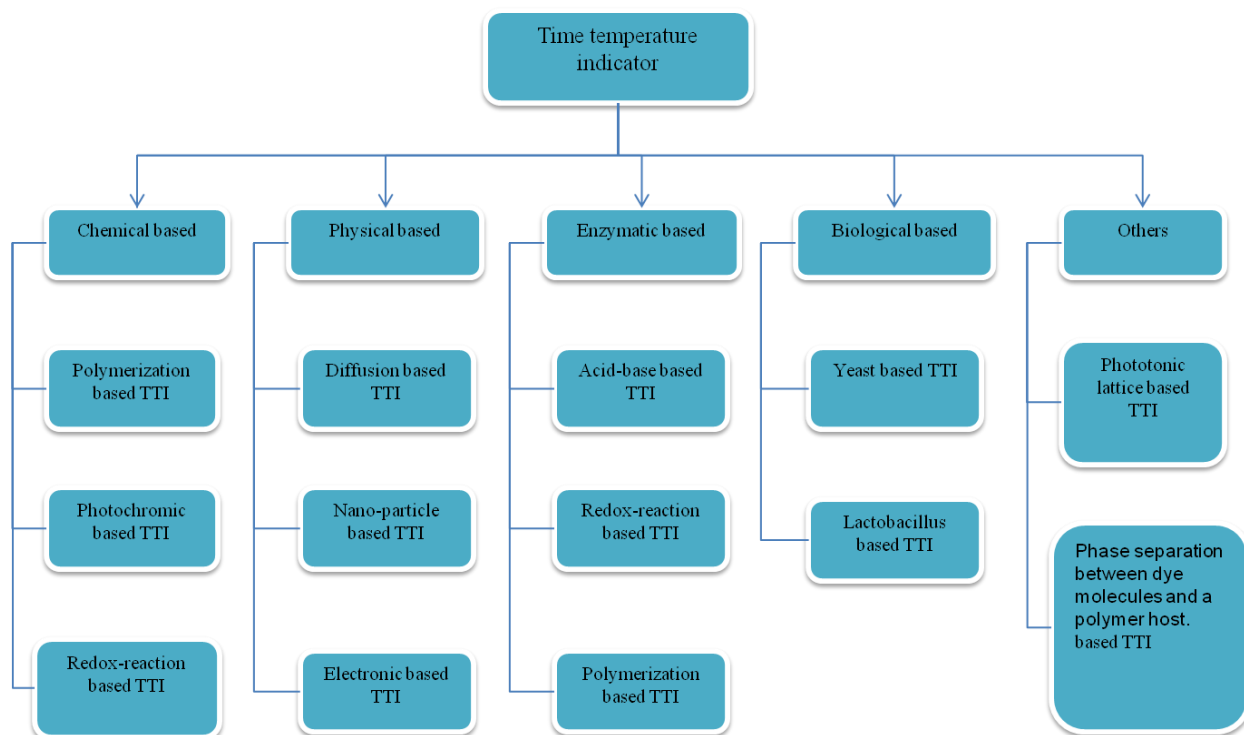 Time temperature
indicator
Chemical based
Physical based
Enzymatic based
Biological based
Others
Polymerization
based TTI
Diffusion based
TTI
Acid-base based
TTI
Yeast based TTI
Phototonic
lattice based
TTI
Photochromic
based TTI
Nano-particle
based TTI
Redox-reaction
based TTI
Lactobacillus
based TTI
Phase separation
between dye
molecules and a
polymer host.
based TTI
Redox-reaction
based TTI
Electronic based
TTI
Polymerization
based TTI